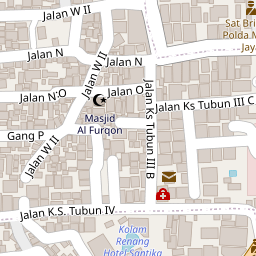 Jalan W II
Sat Bri
Polda M
Jaya
Jalan N
Jalan W II
Jalan N
Jalan N.O
Jalan O
Jalan Ks Tubun III C
Masjid
Al Furqon
Gang P
Jalan W II
Jalan Ks Tubun III B
Jalan K.S. Tubun IV
Kolam
Renang
Hotel Santika